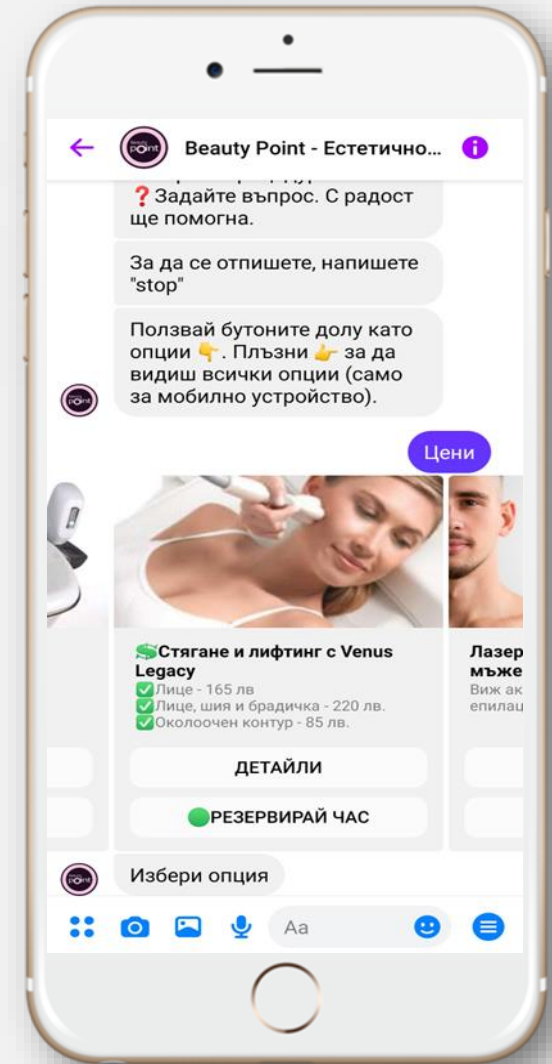 Beauty Point - Естетично...
❓Задайте въпрос. С радост
ще помогна.
За да се отпишете, напишете
"stop"
Ползвай бутоните долу като
опции 👇. Плъзни 👉 за да
видиш всички опции (само
за мобилно устройство).
Цени
💲Стягане и лифтинг с Venus
Legacy
✅Лице - 165 лв
✅Лице, шия и брадичка - 220 лв.
✅Околоочен контур - 85 лв.
ДЕТАЙЛИ
🟢РЕЗЕРВИРАЙ ЧАС
Лазер
мъже
Виж ак
епилац
Избери опция
Aa